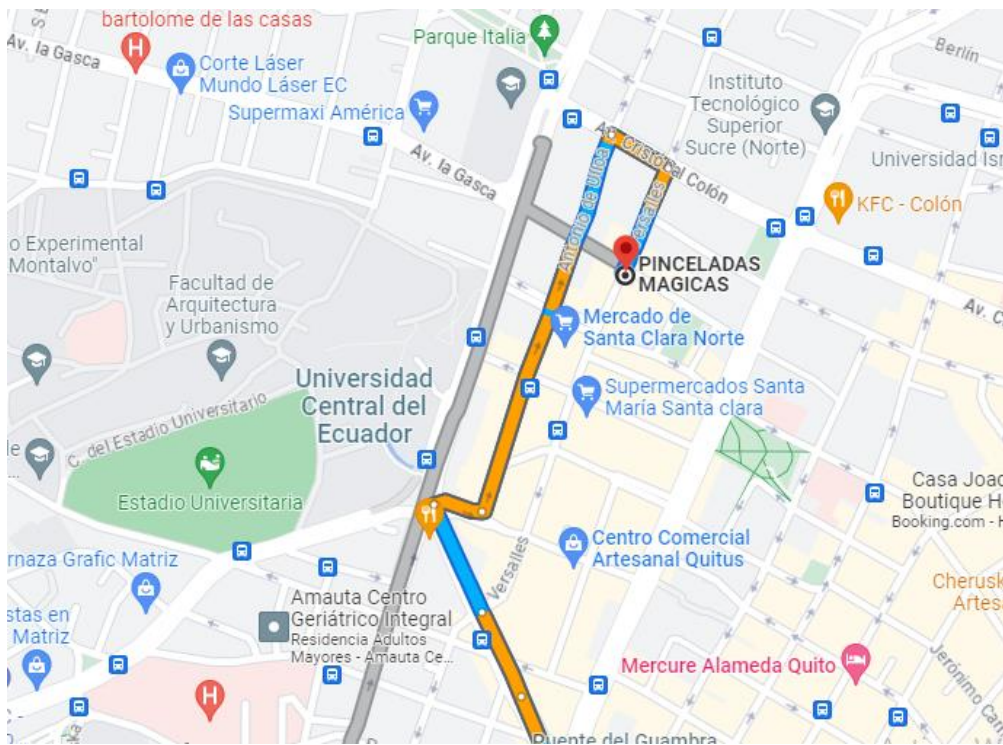 bartolome de las casas
Av. la Gasca
Corte Láser
Mundo Láser EC
Parque Italia
Supermaxi América
Av. la Gasca
Berlín
Instituto
Tecnológico
Superior
Sucre (Norte)
Universidad
Av. Cristóbal Colón
Antonio de Ulloa
Versalles
KFC - Colón
o Experimental
Montalvo"
Facultad de
Arquitectura
y Urbanismo
PINCELADAS
MAGICAS
Av. C
Mercado de
Santa Clara Norte
Universidad
Central del
Ecuador
Supermercados Santa
María Santa clara
C. del Estadio Universitario
de
Estadio Universitaria
Casa Joac
Boutique H
Booking.com - H
Centro Comercial
Artesanal Quitus
Versalles
rnaza Grafic Matriz
Amauta Centro
Geriátrico Integral
Residencia Adultos
Mayores - Amauta Ce...
stas en
Matriz
Cherusk
Artes
Mercure Alameda Quito
Jerónimo Car
Puente del Guambra
H
H